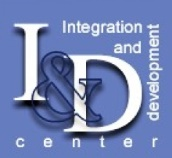 Integration
and
development
I&D
center